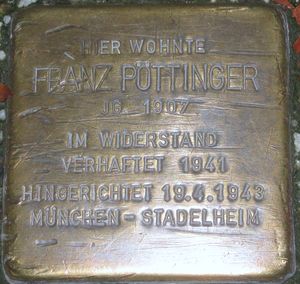 HIER WOHNTE
FRANZ PÖTTINGER
JG. 1907
IM WIDERSTAND
VERHAFTET 1941
HINGERICHTET 19.4.1943
MÜNCHEN - STADELHEIM